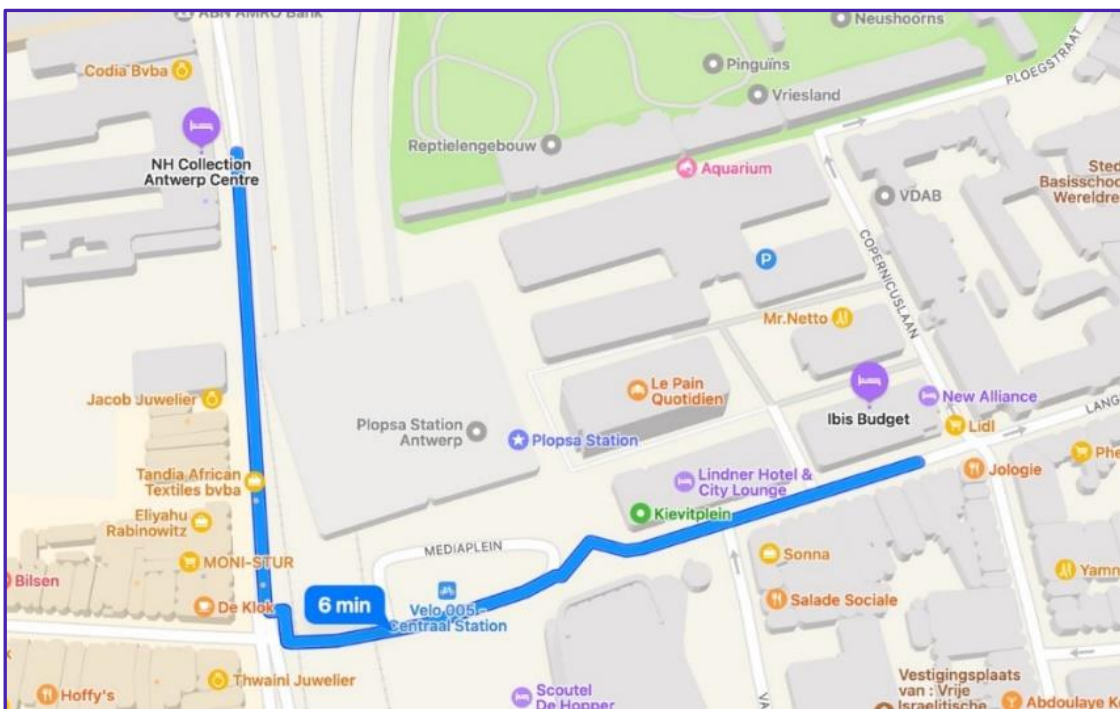 ABN AMRO Bank
Neushoorns
Codia Bvba
Pinguïns
PLOEGSTRAAT
Vriesland
NH Collection
Antwerp Centre
Reptielengebouw
Aquarium
VDAB
Sted
Basisschoo
Wereldre
COPERNICUSLAAN
P
Mr.Netto
Jacob Juwelier
Le Pain
Quotidien
Ibis Budget
New Alliance
LANG
Plopsa Station
Antwerp
Plopsa Station
Lidl
Phe
Tandia African
Textiles bvba
Lindner Hotel &
City Lounge
Jologie
Eliyahu
Rabinowitz
Kievitplein
MEDIAPLEIN
MONI-STUR
Sonna
Bilsen
Yamn
De Klok
6 min
Velo 005 -
Centraal Station
Salade Sociale
Thwaini Juwelier
Hoffy's
Scoutel
De Hopper
VA
Vestigingsplaats
van : Vrije
Israelitische
Abdoulaye K